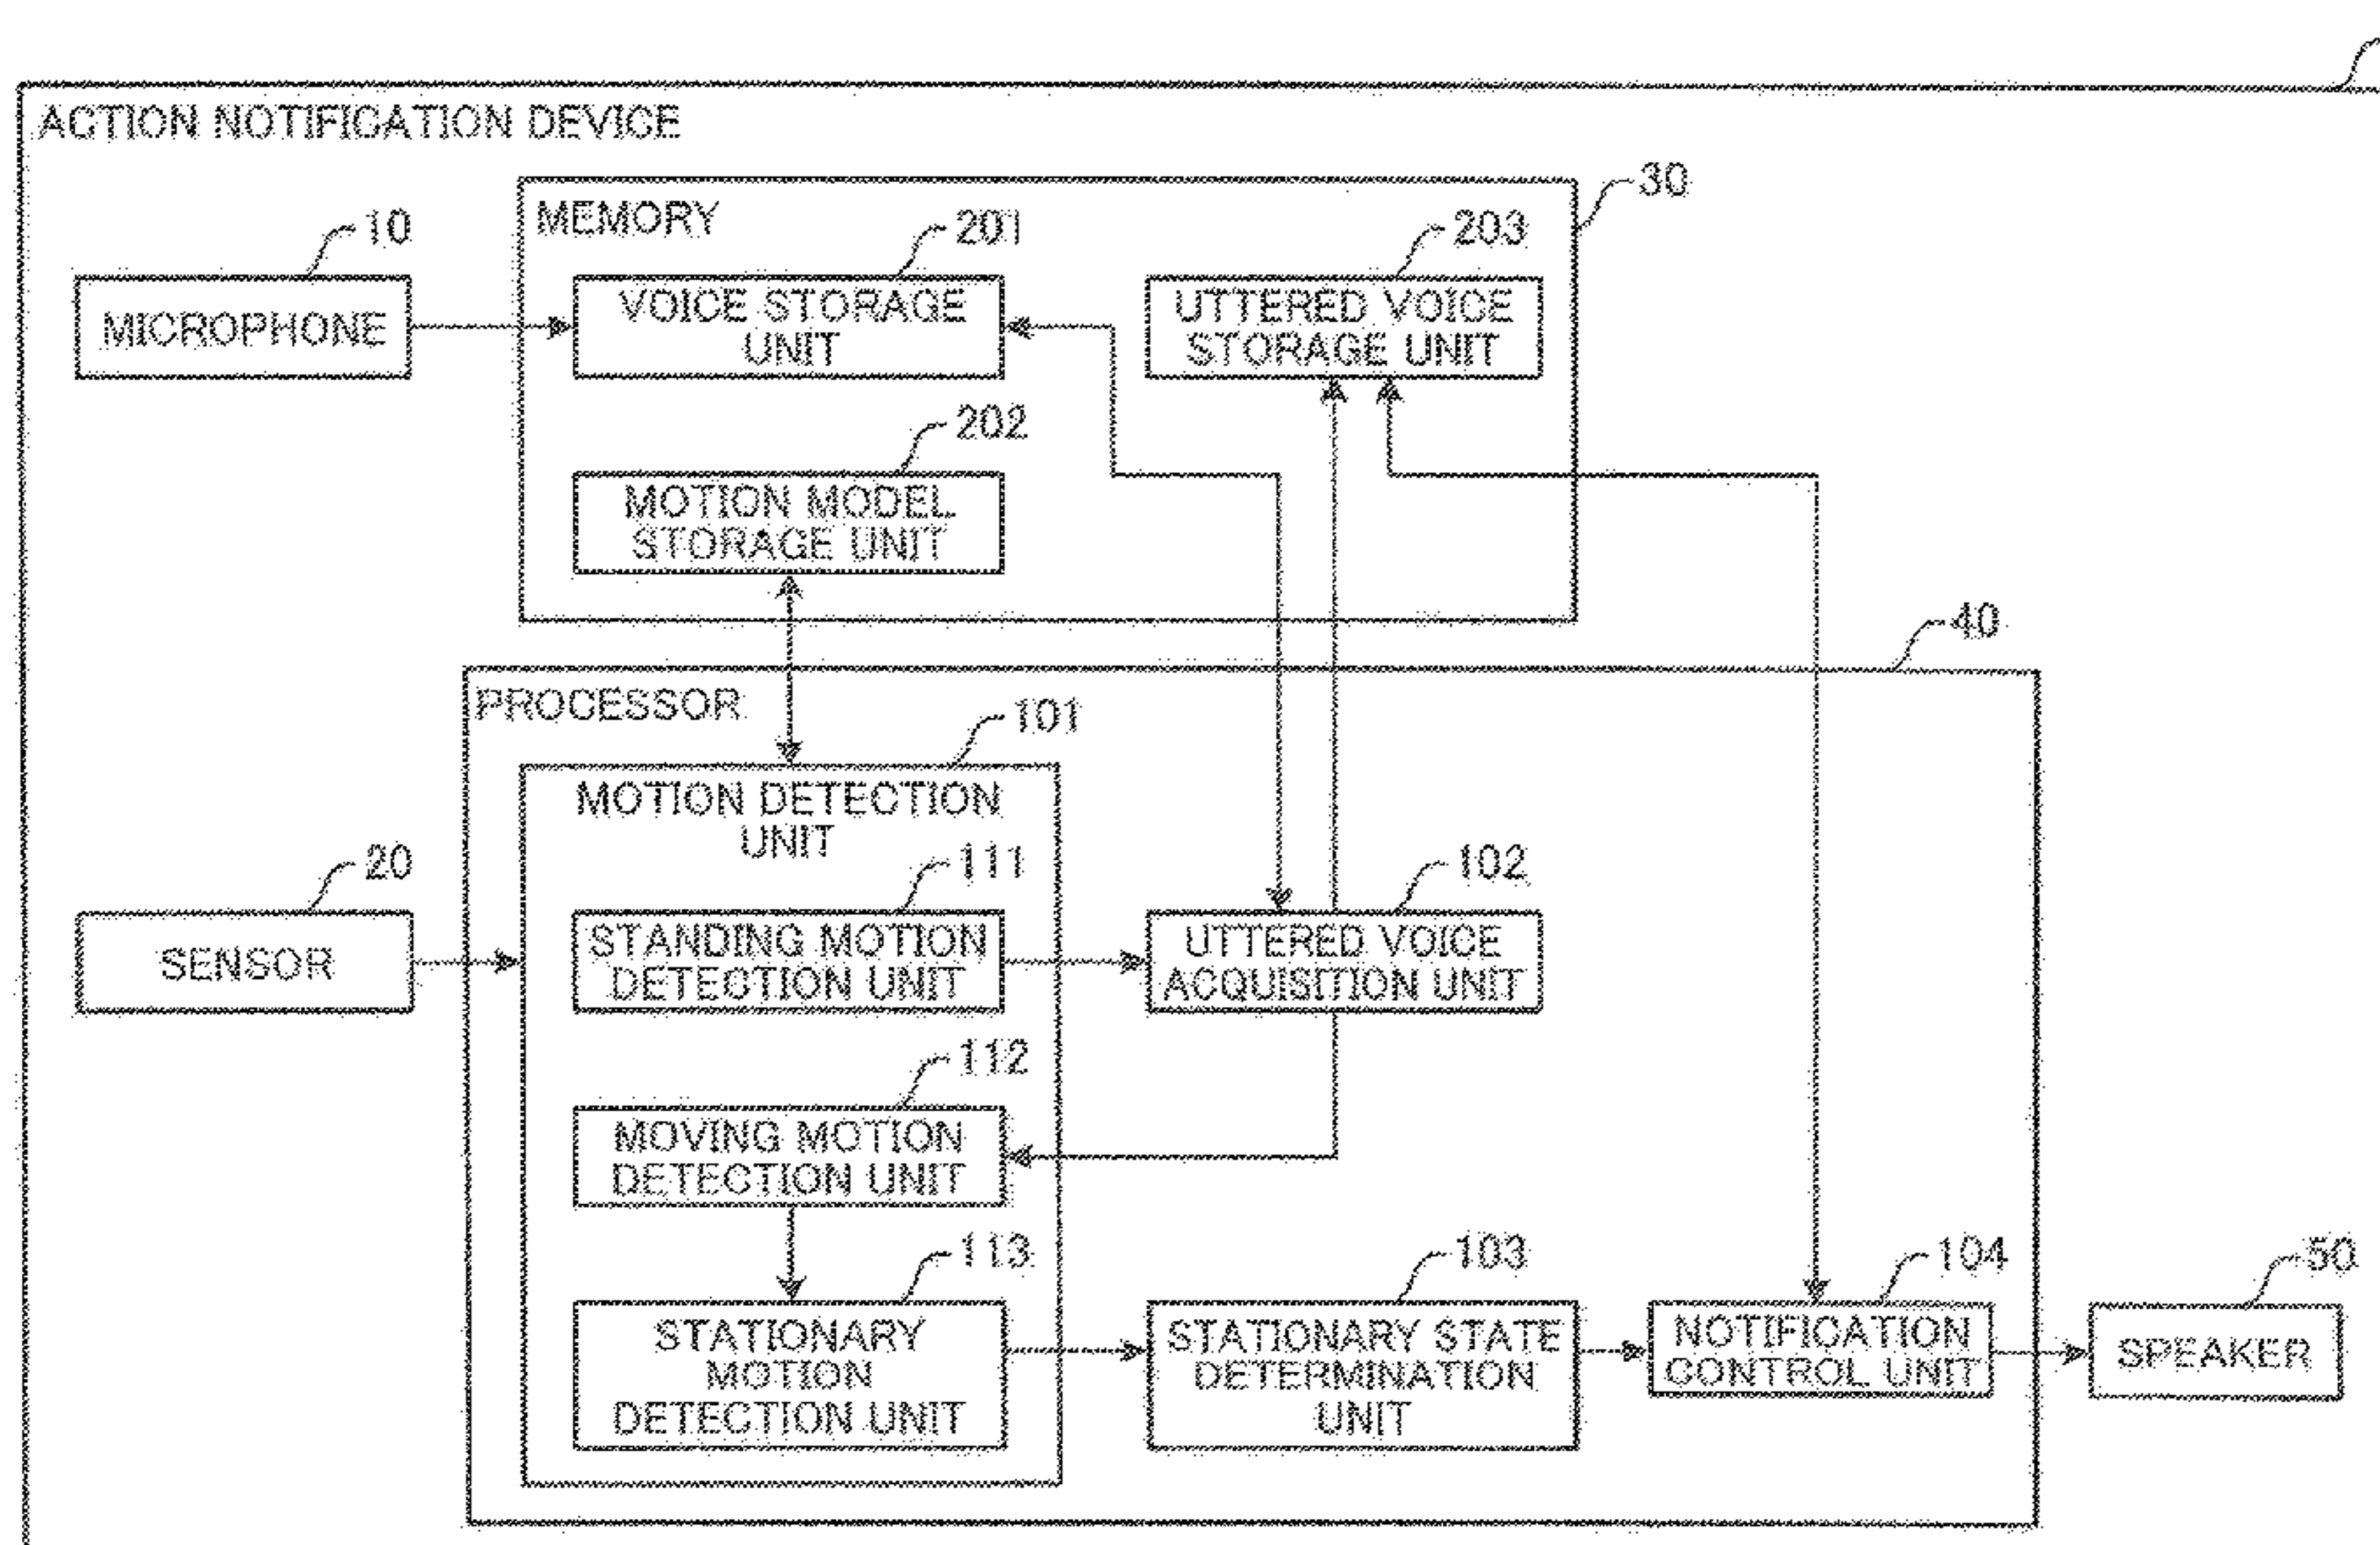 ACTION NOTIFICATION DEVICE
30
MEMORY
10
201
203
MICROPHONE
VOICE STORAGE
UNIT
UTTERED VOICE
STORAGE UNIT
202
MOTION MODEL
STORAGE UNIT
40
PROCESSOR
101
MOTION DETECTION
UNIT
20
111
102
SENSOR
STANDING MOTION
DETECTION UNIT
UTTERED VOICE
ACQUISITION UNIT
112
MOVING MOTION
DETECTION UNIT
113
103
104
50
STATIONARY
MOTION
DETECTION UNIT
STATIONARY STATE
DETERMINATION
UNIT
NOTIFICATION
CONTROL UNIT
SPEAKER